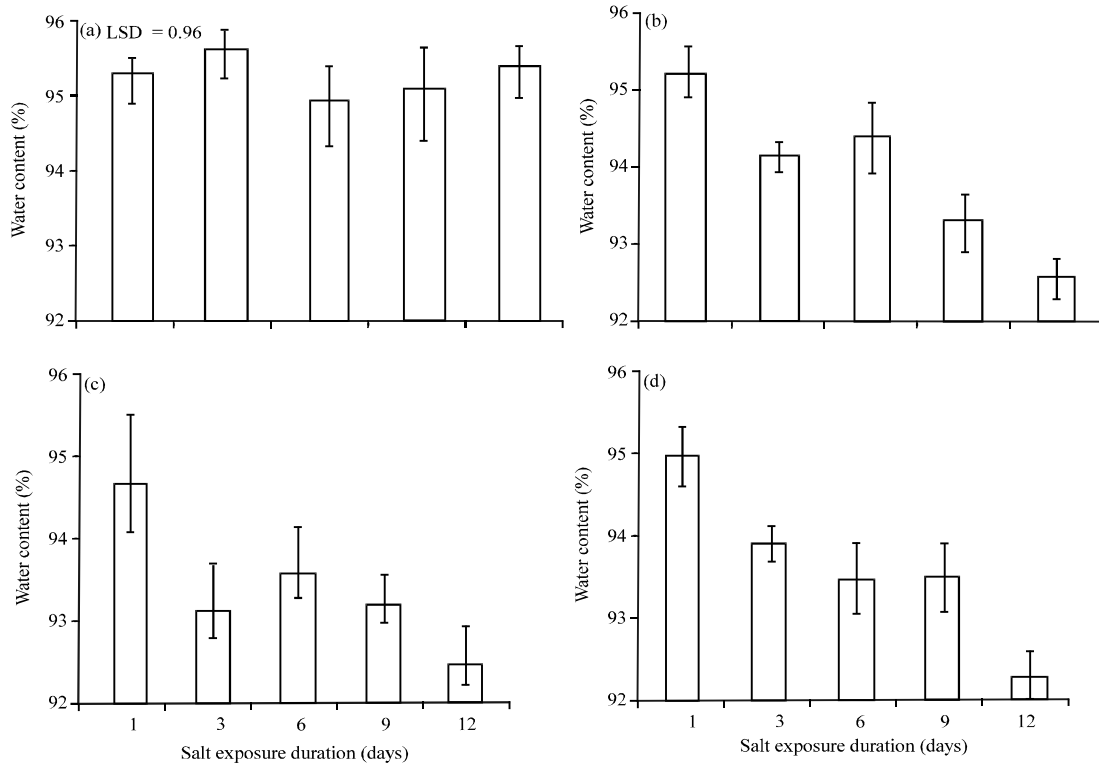 (a) LSD = 0.96
96
95
94
93
92
Water content (%)
(b)
96
95
94
93
92
Water content (%)
(c)
96
95
94
93
92
Water content (%)
1 3 6 9 12
Salt exposure duration (days)
(d)
96
95
94
93
92
Water content (%)
1 3 6 9 12
Salt exposure duration (days)